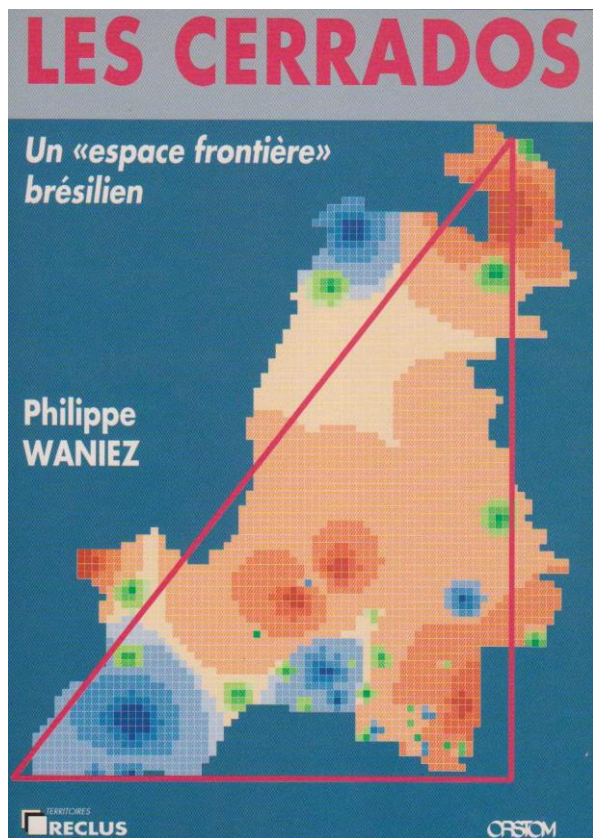 LES CERRADOS
Un «espace frontière»
brésilien
Philippe
WANIEZ
TERRITOIRES
RECLUS
ORSTOM